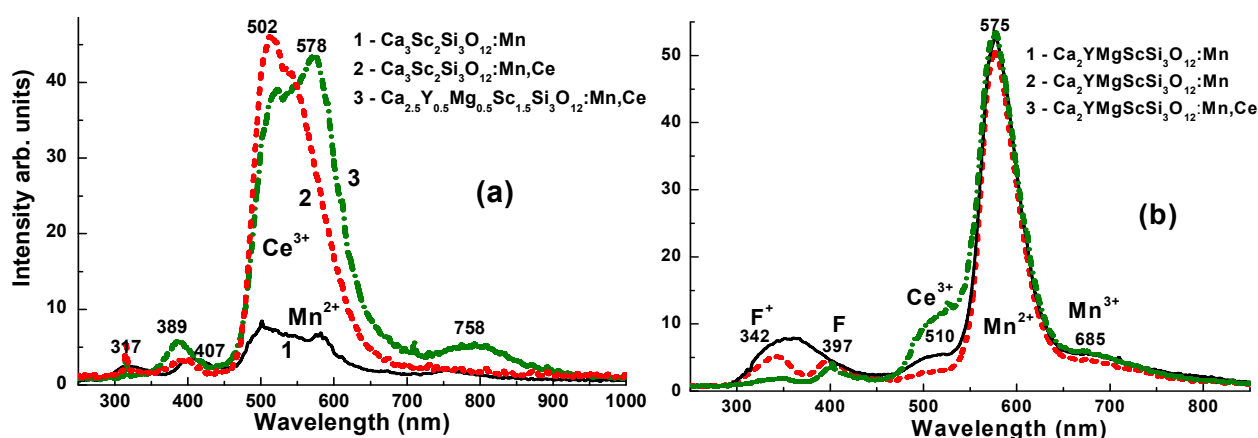 502
578
1 - Ca3Sc2Si3O12:Mn
2 - Ca3Sc2Si3O12:Mn,Ce
3 - Ca2.5Y0.5Mg0.5Sc1.5Si3O12:Mn,Ce
(a)
3
2
Ce3+
Mn2+
1
317
389
407
758
Intensity arb. units
0
10
20
30
40
300 400 500 600 700 800 900 1000
Wavelength (nm)
575
1 - Ca2YMgScSi3O12:Mn
2 - Ca2YMgScSi3O12:Mn
3 - Ca2YMgScSi3O12:Mn,Ce
(b)
F+
342
F
397
Ce3+
510
Mn2+
Mn3+
685
0
10
20
30
40
50
300 400 500 600 700 800
Wavelength (nm)